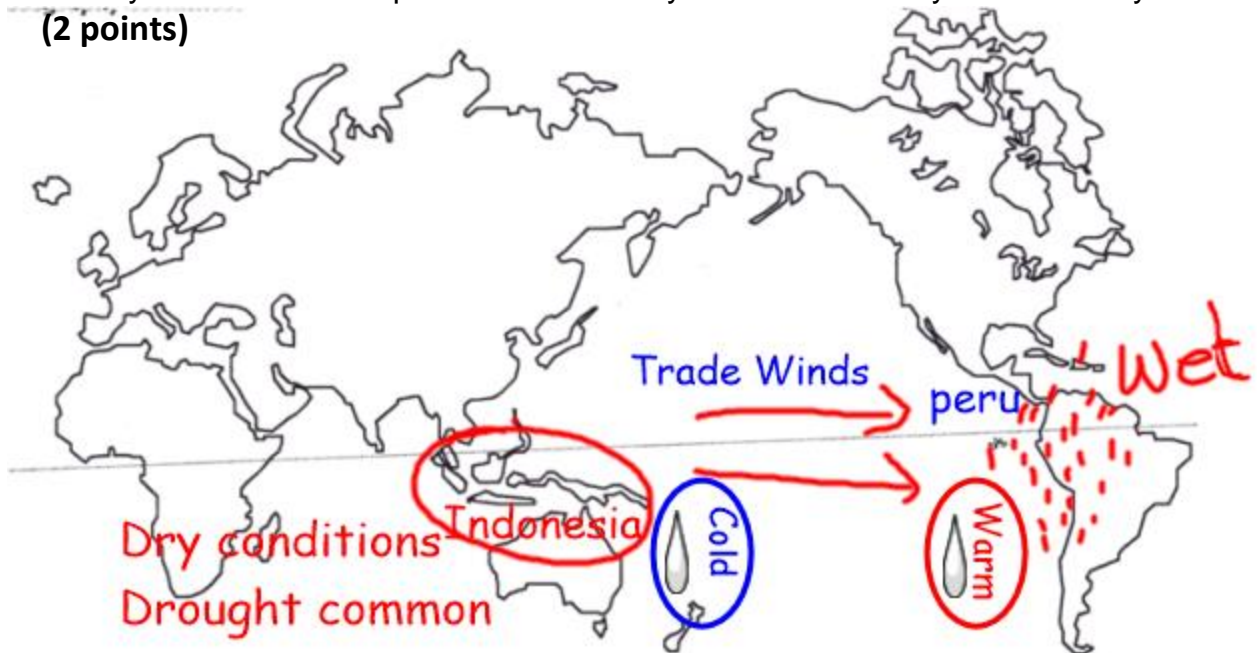 (2 points)
Wet
Trade Winds
peru
Indonesia
Cold
Warm
Dry conditions
Drought common